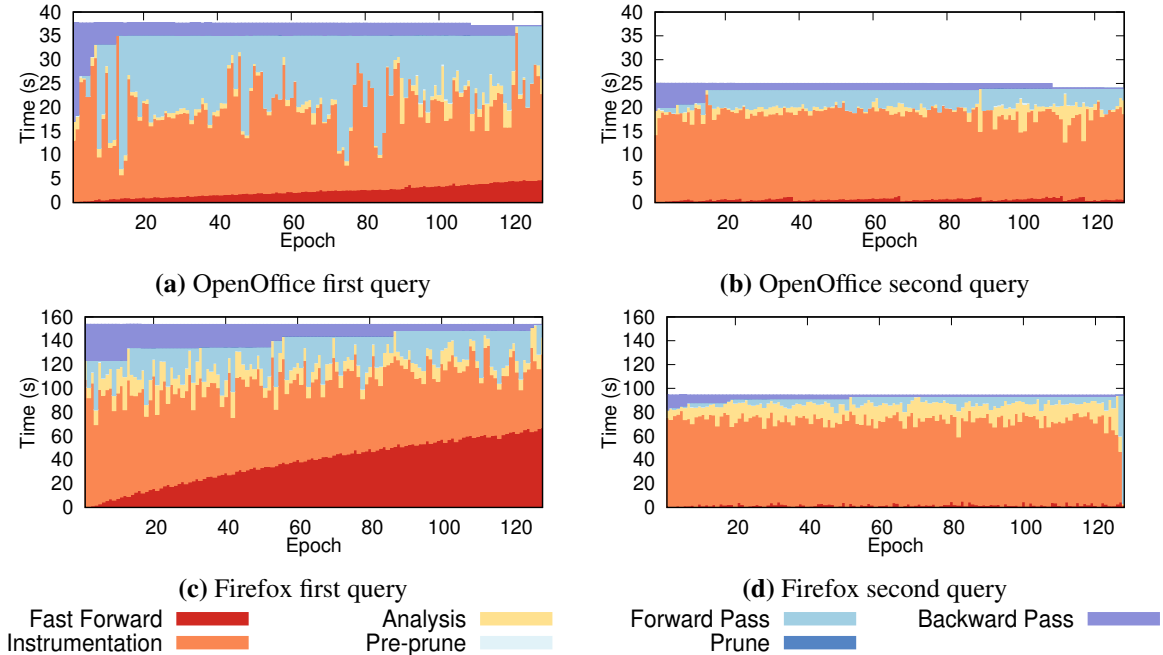 40
35
30
25
20
15
10
5
0
Time (s)
20 40 60 80 100 120
Epoch
(a) OpenOffice first query
40
35
30
25
20
15
10
5
0
Time (s)
20 40 60 80 100 120
Epoch
(b) OpenOffice second query
160
140
120
100
80
60
40
20
0
Time (s)
20 40 60 80 100 120
Epoch
(c) Firefox first query
160
140
120
100
80
60
40
20
0
Time (s)
20 40 60 80 100 120
Epoch
(d) Firefox second query
Fast Forward Analysis Forward Pass Backward Pass
Instrumentation Pre-prune Prune